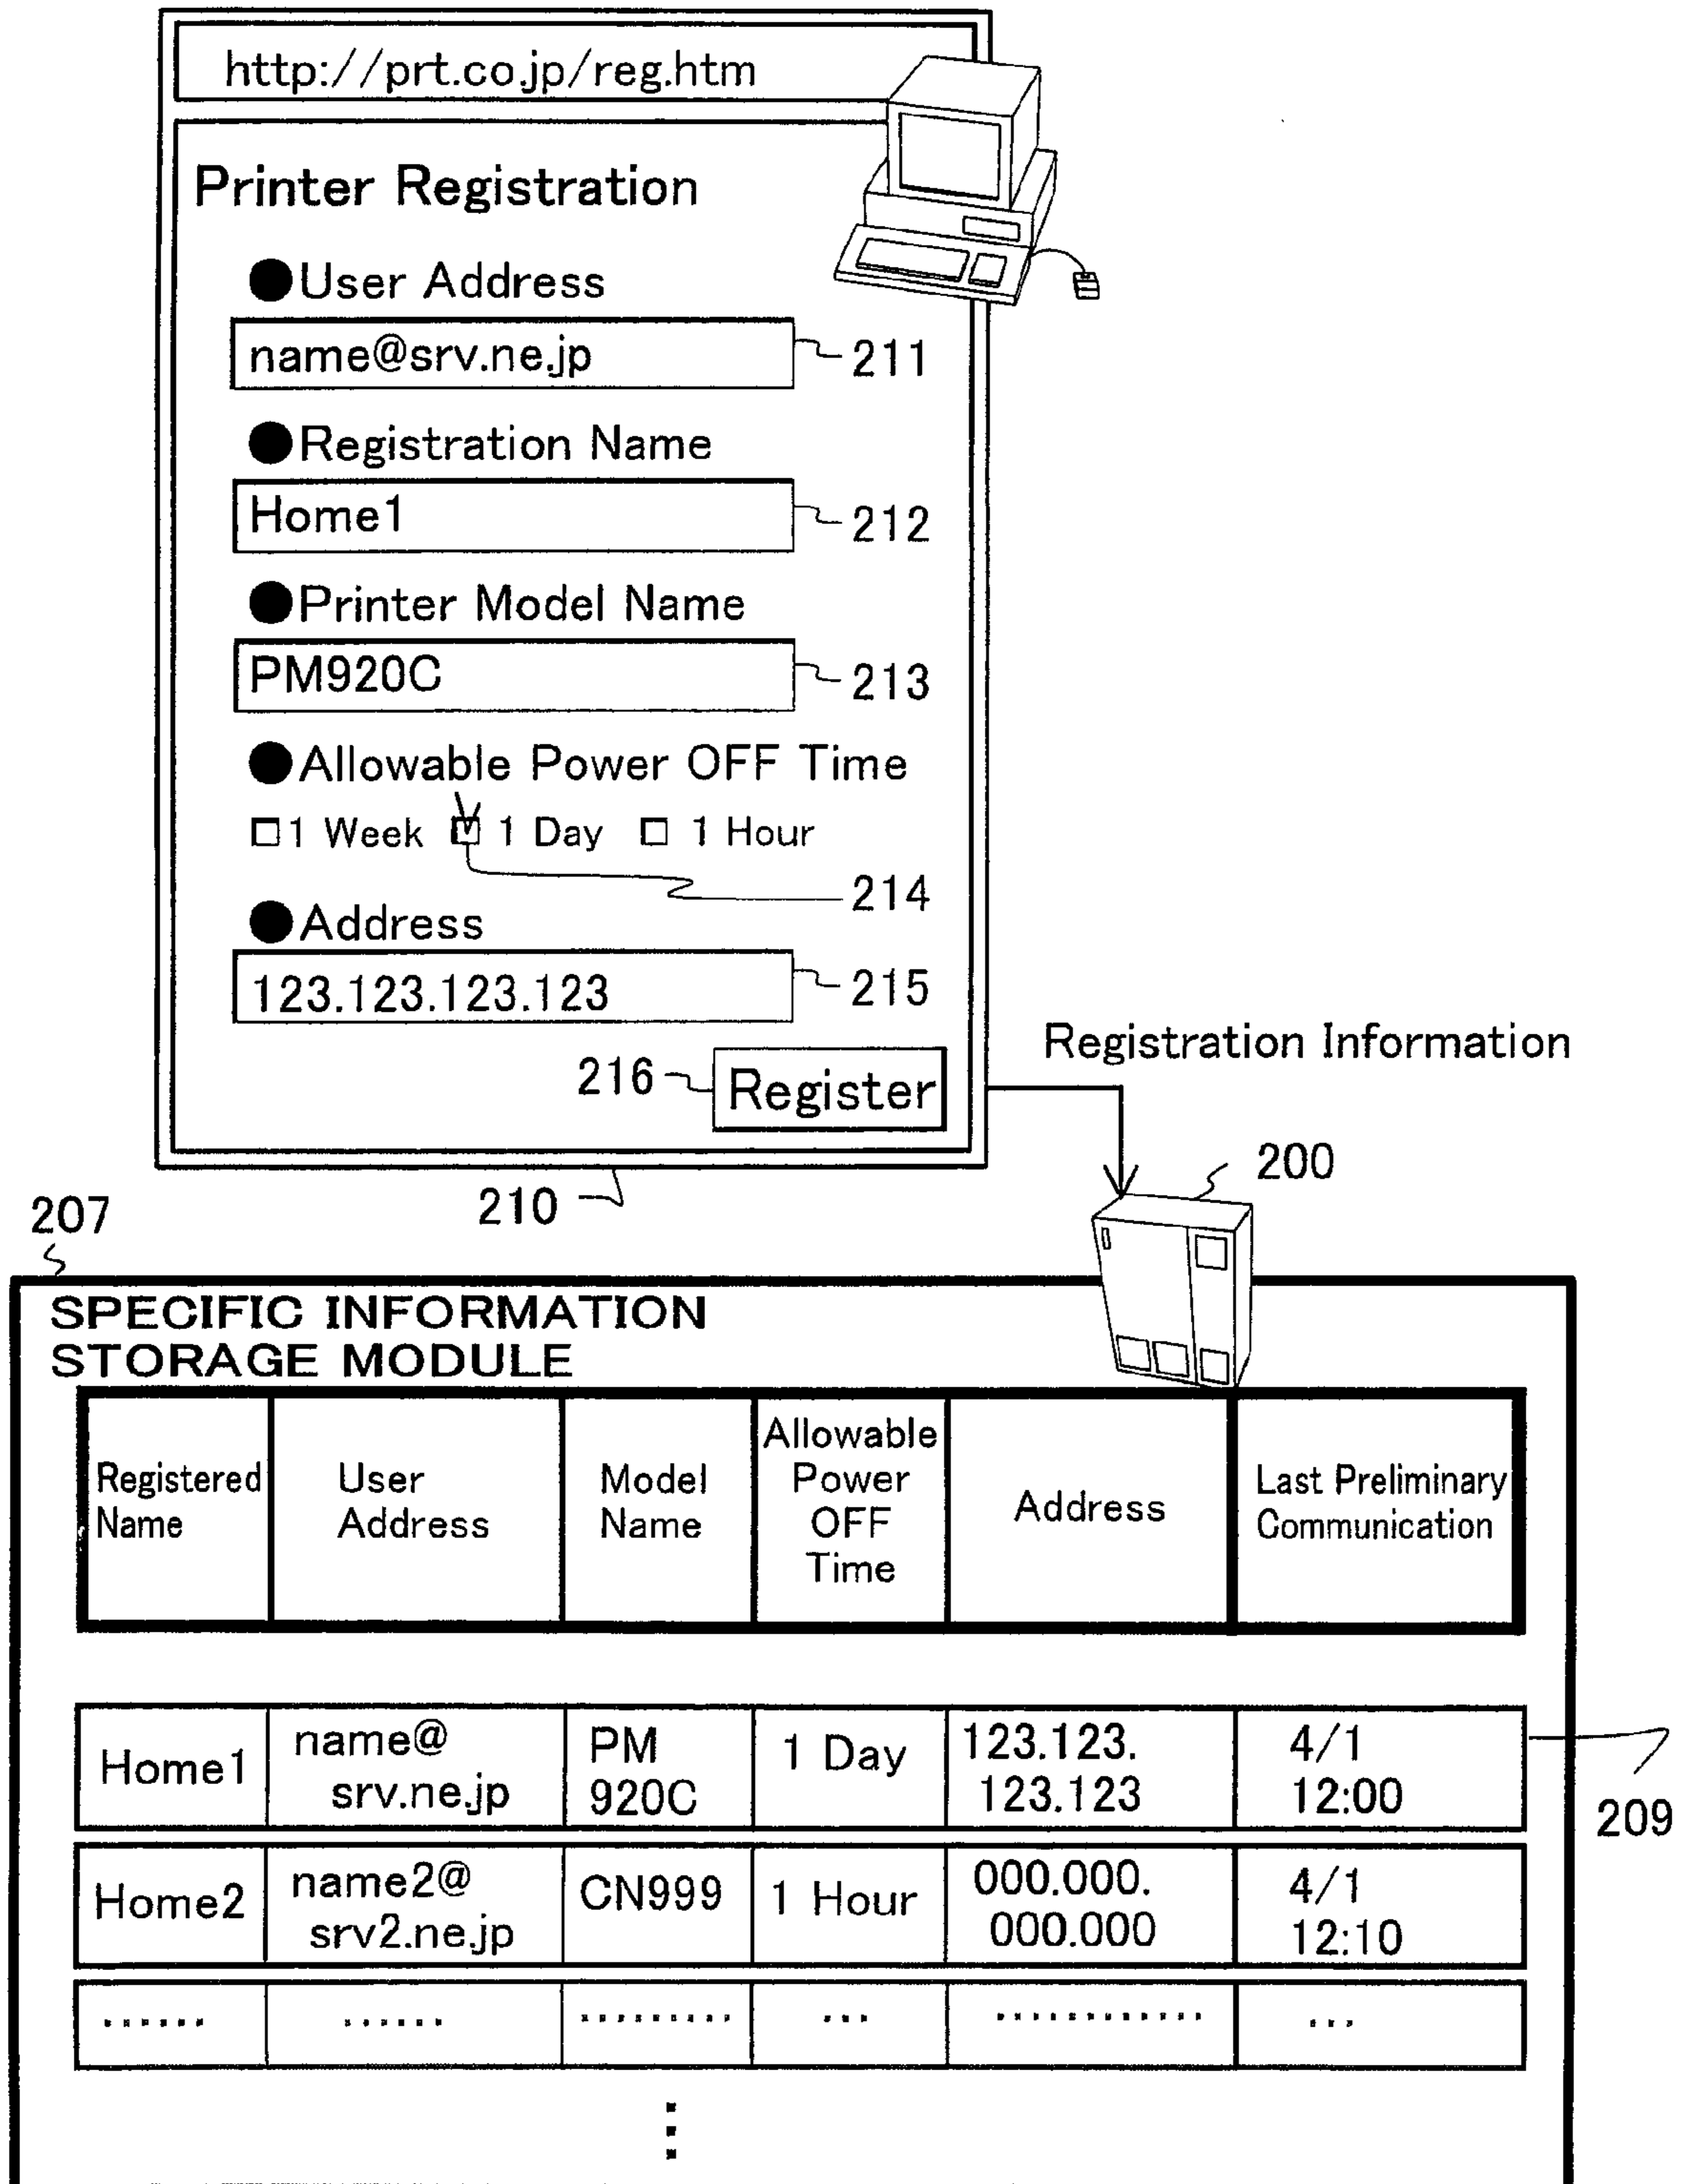 http://prt.co.jp/reg.htm
Printer Registration
●User Address
name@srv.ne.jp
211
●Registration Name
Home1
212
●Printer Model Name
PM920C
213
●Allowable Power OFF Time
□1 Week ☑ 1 Day □ 1 Hour
214
●Address
123.123.123.123
215
Registration Information
216
Register
200
210
207
SPECIFIC INFORMATION
STORAGE MODULE
Registered
Name
User
Address
Model
Name
Allowable
Power
OFF
Time
Address
Last Preliminary
Communication
Home1
name@
srv.ne.jp
PM
920C
1 Day
123.123.
123.123
4/1
12:00
209
Home2
name2@
srv2.ne.jp
CN999
1 Hour
000.000.
000.000
4/1
12:10